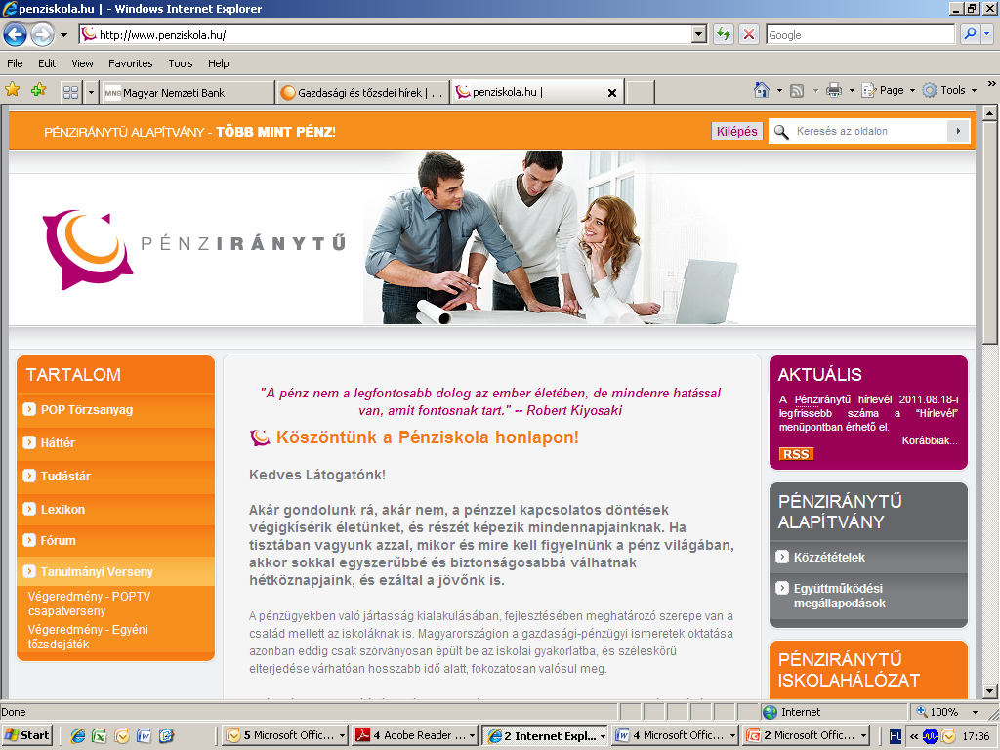 penziskola.hu | - Windows Internet Explorer
http://www.penziskola.hu/
Google
File Edit View Favorites Tools Help
MNB Magyar Nemzeti Bank
Gazdasági és tőzsdei hírek | ...
penziskola.hu |
Page Tools
PÉNZIRÁNYTŰ ALAPÍTVÁNY - TÖBB MINT PÉNZ!
Kilépés
Keresés az oldalon
PÉNZIRÁNYTŰ
TARTALOM
POP Törzsanyag
Háttér
Tudástár
Lexikon
Fórum
Tanulmányi Verseny
Végeredmény - POPTV
csapatverseny
Végeredmény - Egyéni
tőzsdejáték
"A pénz nem a legfontosabb dolog az ember életében, de mindenre hatással
van, amit fontosnak tart." -- Robert Kiyosaki
Köszöntünk a Pénziskola honlapon!
Kedves Látogatónk!
Akár gondolunk rá, akár nem, a pénzzel kapcsolatos döntések
végigkísérik életünket, és részét képezik mindennapjainknak. Ha
tisztában vagyunk azzal, mikor és mire kell figyelnünk a pénz világában,
akkor sokkal egyszerűbbé és biztonságosabbá válhatnak
hétköznapjaink, és ezáltal a jövőnk is.
A pénzügyekben való jártasság kialakulásában, fejlesztésében meghatározó szerepe van a
család mellett az iskoláknak is. Magyarországion a gazdasági-pénzügyi ismeretek oktatása
azonban eddig csak szórványosan épült be az iskolai gyakorlatba, és széleskörű
elterjedése várhatóan hosszabb idő alatt, fokozatosan valósul meg.
AKTUÁLIS
A Pénziránytű hírlevél 2011.08.18-i
legfrissebb száma a "Hírlevél"
menüpontban érhető el.
Korábbiak...
RSS
PÉNZIRÁNYTŰ
ALAPÍTVÁNY
Közzétételek
Együttműködési
megállapodások
PÉNZIRÁNYTŰ
ISKOLAHÁLÓZAT
Done
Internet
100%
Start
5 Microsoft Offic...
4 Adobe Reader ...
2 Internet Expl...
4 Microsoft Offic...
2 Microsoft Offic...
HU
17:36